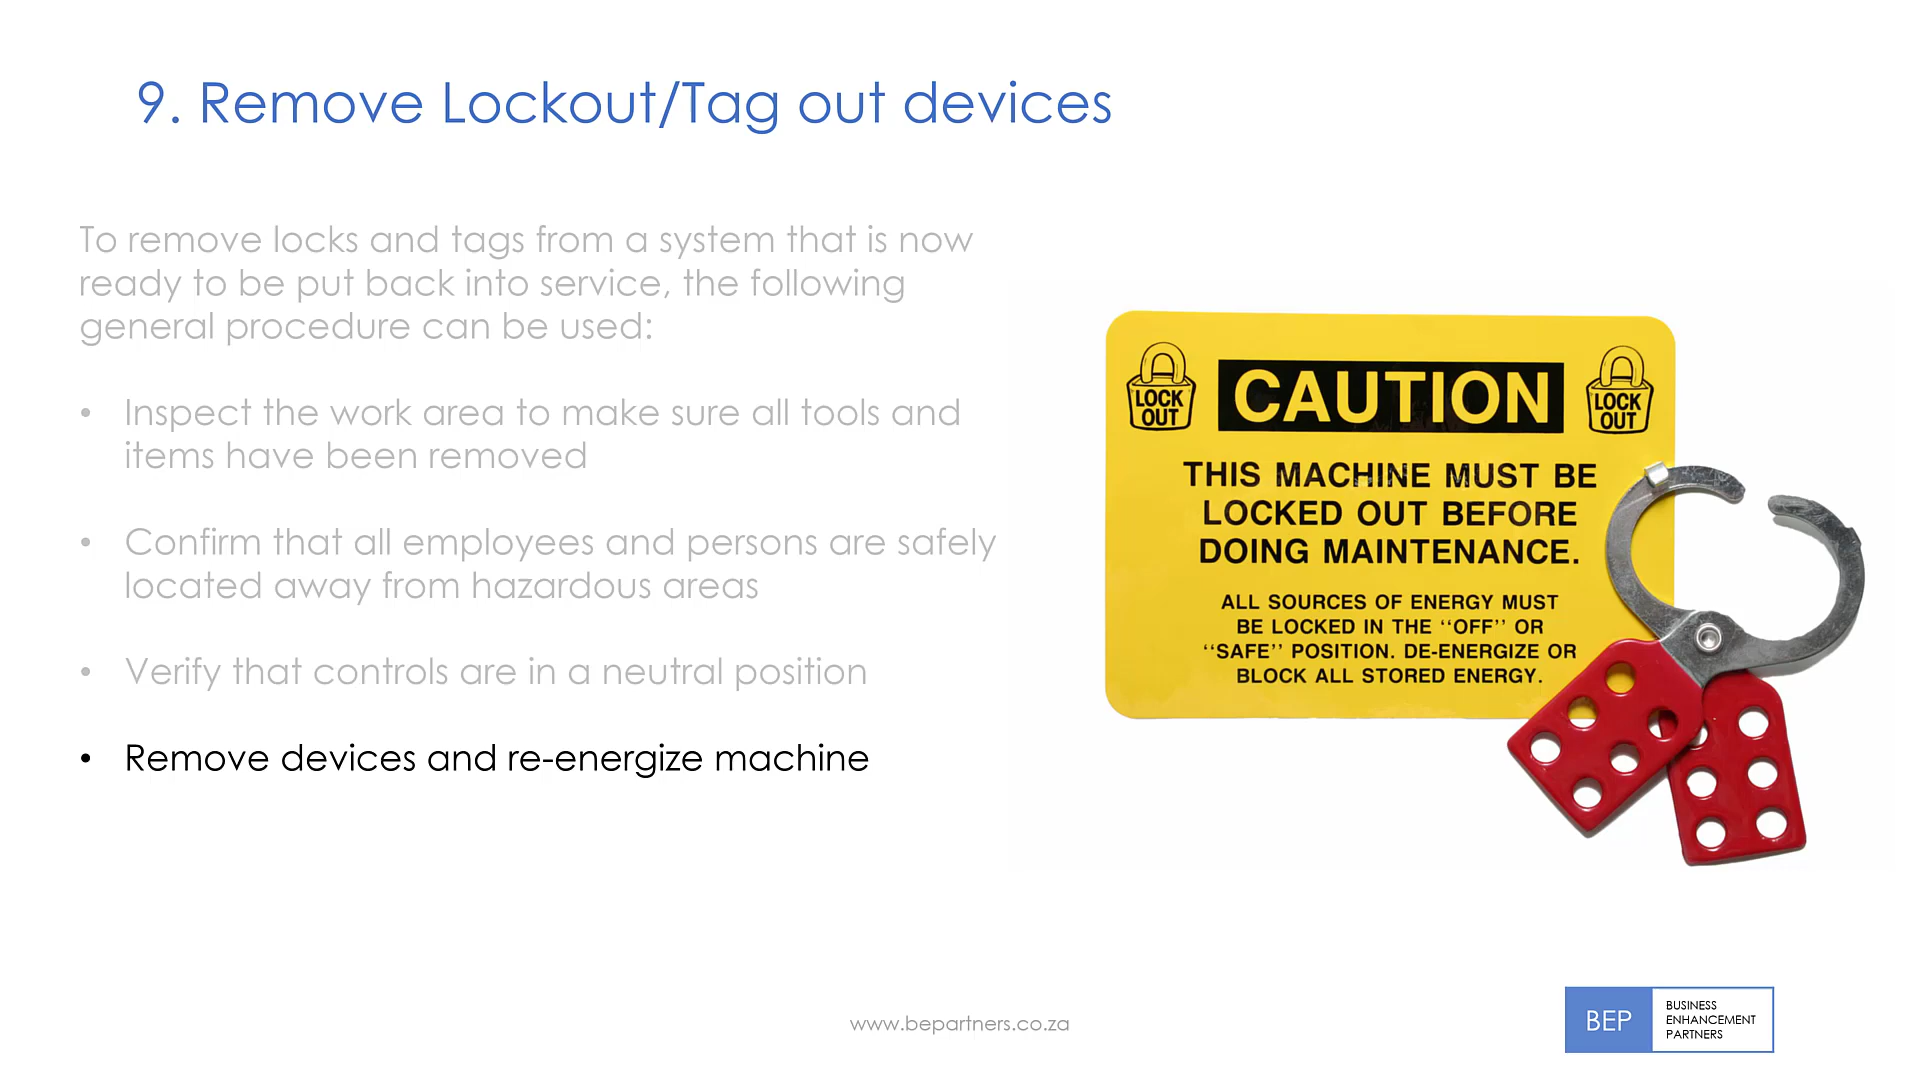 9. Remove Lockout/Tag out devices
To remove locks and tags from a system that is now
ready to be put back into service, the following
general procedure can be used:
• Inspect the work area to make sure all tools and
items have been removed
• Confirm that all employees and persons are safely
located away from hazardous areas
• Verify that controls are in a neutral position
• Remove devices and re-energize machine
LOCK
OUT
CAUTION
LOCK
OUT
THIS MACHINE MUST BE
LOCKED OUT BEFORE
DOING MAINTENANCE.
ALL SOURCES OF ENERGY MUST
BE LOCKED IN THE “OFF” OR
“SAFE” POSITION. DE-ENERGIZE OR
BLOCK ALL STORED ENERGY.
www.bepartners.co.za
BEP
BUSINESS
ENHANCEMENT
PARTNERS